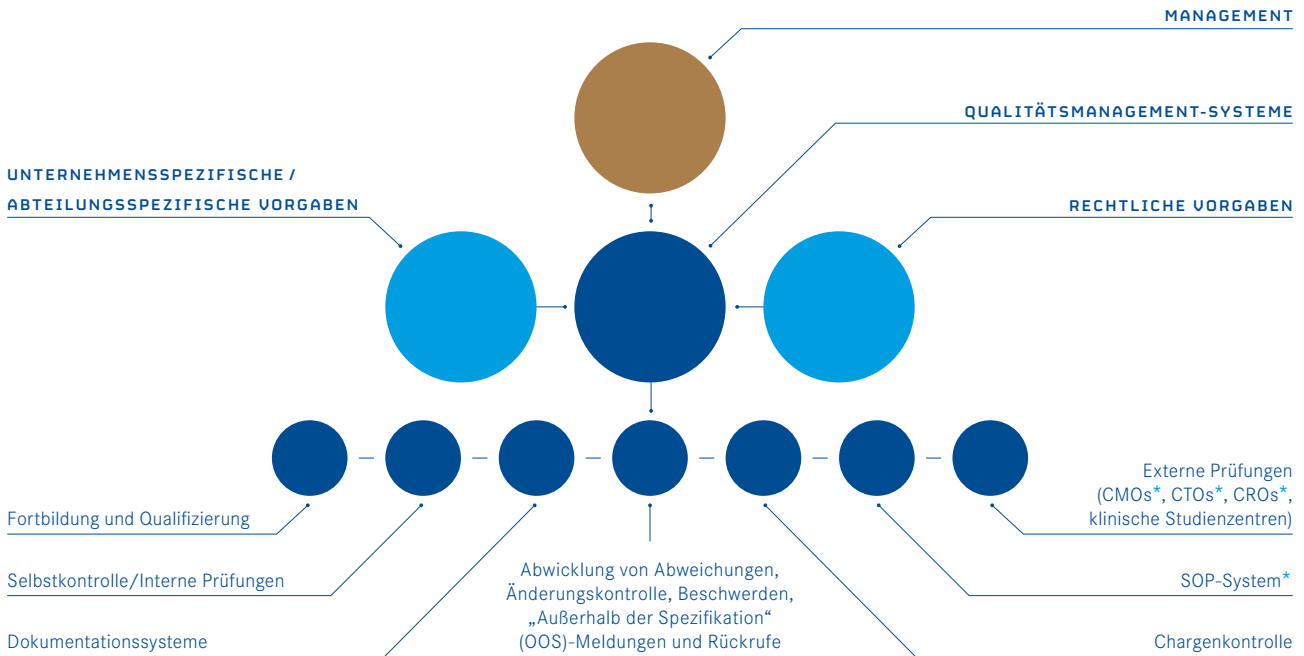 MANAGEMENT
QUALITÄTSMANAGEMENT-SYSTEME
UNTERNEHMENSSPEZIFISCHE /
ABTEILUNGSSPEZIFISCHE VORGABEN
RECHTLICHE VORGABEN
Fortbildung und Qualifizierung
Selbstkontrolle/Interne Prüfungen
Dokumentationssysteme
Abwicklung von Abweichungen,
Änderungskontrolle, Beschwerden,
„Außerhalb der Spezifikation“
(OOS)-Meldungen und Rückrufe
Externe Prüfungen
(CMOs*, CTOs*, CROs*,
klinische Studienzentren)
SOP-System*
Chargenkontrolle